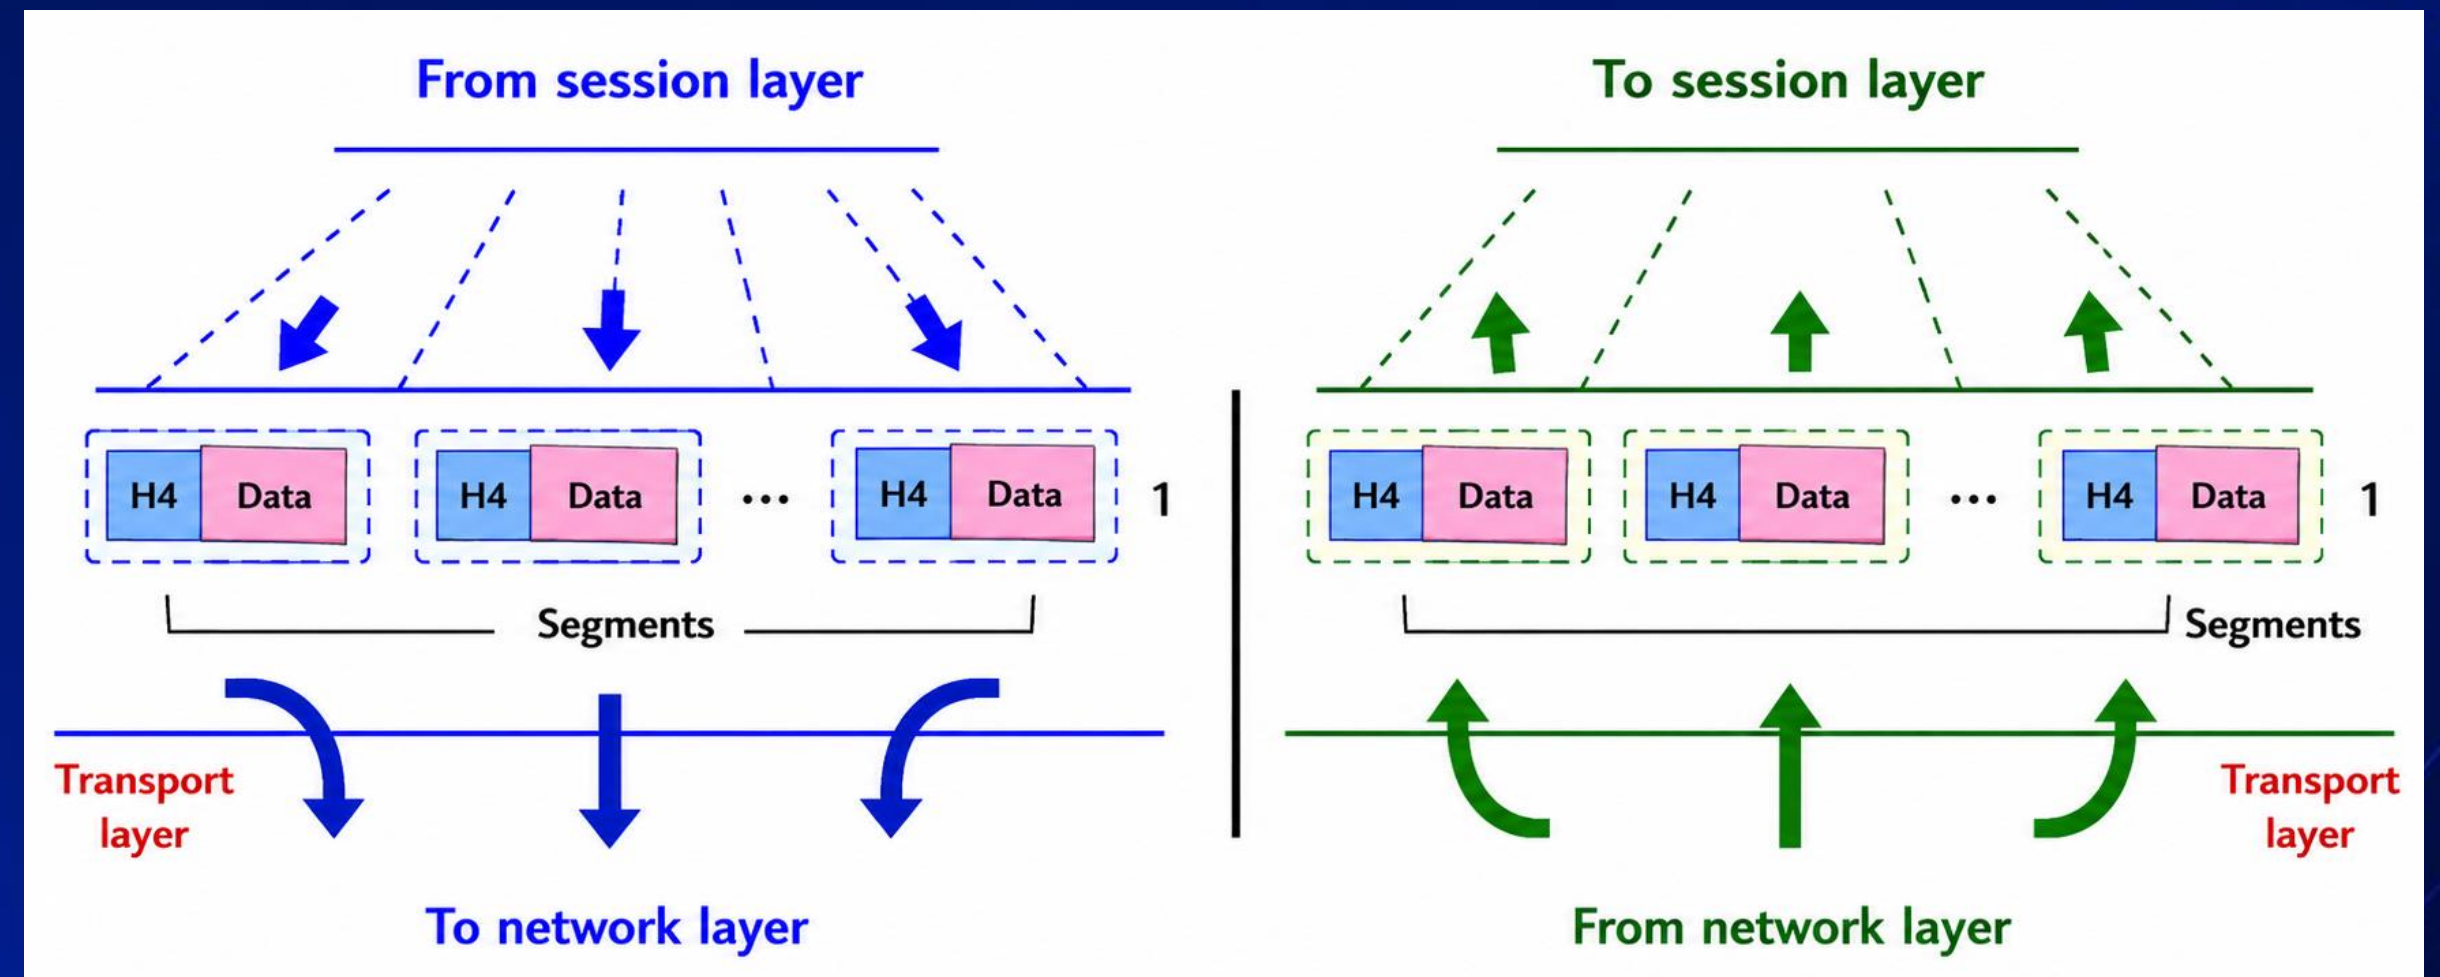 From session layer
H4 Data H4 Data ... H4 Data 1
Segments
Transport
layer
To network layer
To session layer
H4 Data H4 Data ... H4 Data 1
Segments
Transport
layer
From network layer